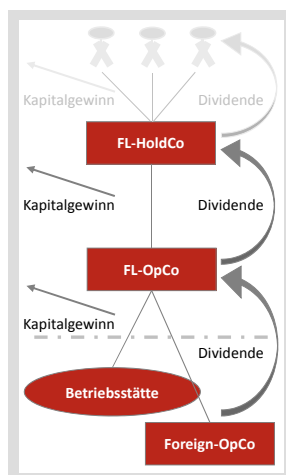 Kapitalgewinn
Dividende
FL-HoldCo
Kapitalgewinn
Dividende
FL-OpCo
Kapitalgewinn
Dividende
Betriebsstätte
Foreign-OpCo